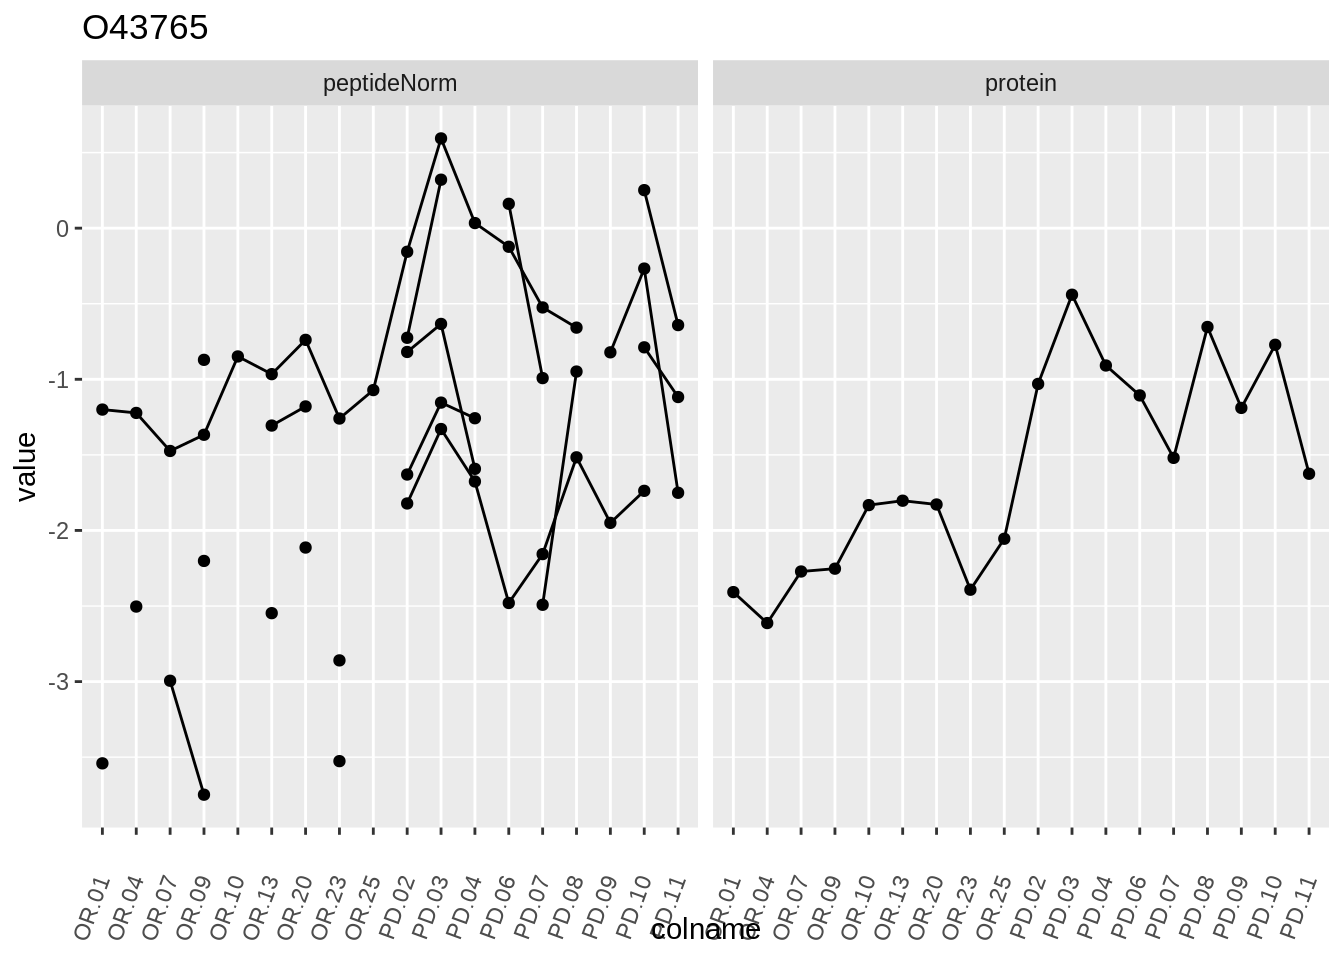 O43765
peptideNorm protein
value
0
-1
-2
-3
OR.01 OR.04 OR.07 OR.09 OR.10 OR.13 OR.20 OR.23 OR.25 PD.02 PD.03 PD.04 PD.06 PD.07 PD.08 PD.09 PD.10 PD.11 OR.01 OR.04 OR.07 OR.09 OR.10 OR.13 OR.20 OR.23 OR.25 PD.02 PD.03 PD.04 PD.06 PD.07 PD.08 PD.09 PD.10 PD.11
colname